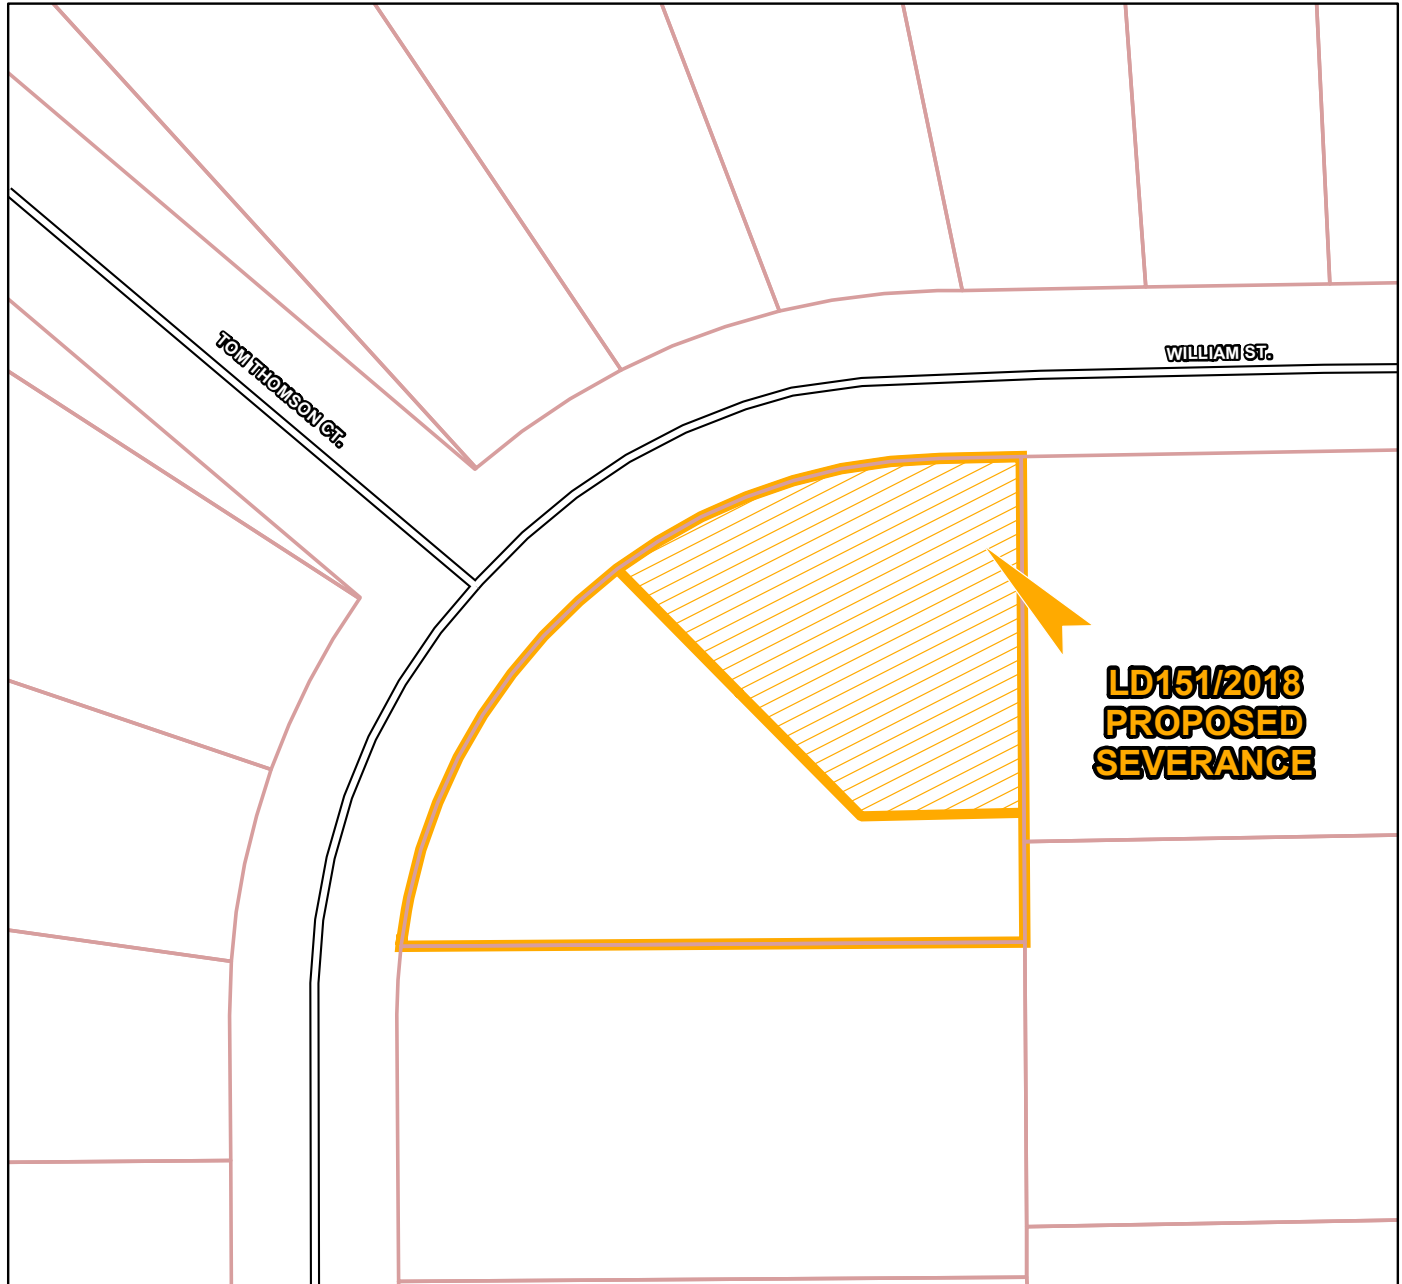 TOM THOMSON CT.
WILLIAM ST.
LD151/2018
PROPOSED
SEVERANCE